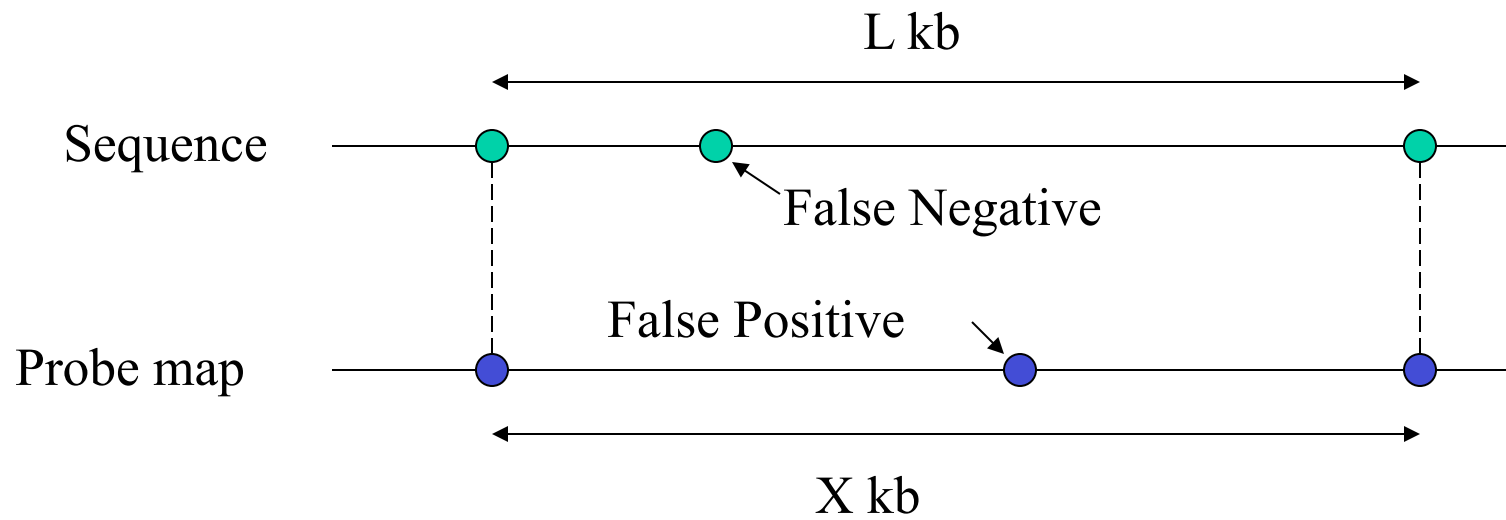 L kb
Sequence
False Negative
False Positive
Probe map
X kb